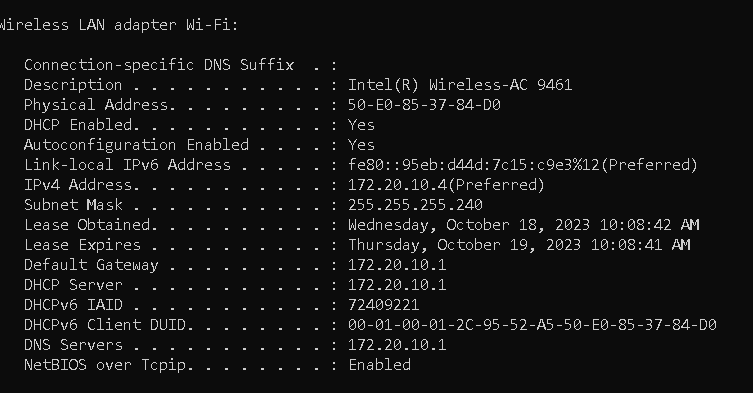 Wireless LAN adapter Wi-Fi:
Connection-specific DNS Suffix  . :
Description . . . . . . . . . . . : Intel(R) Wireless-AC 9461
Physical Address. . . . . . . . . : 50-E0-85-37-84-D0
DHCP Enabled. . . . . . . . . . . : Yes
Autoconfiguration Enabled . . . . : Yes
Link-local IPv6 Address . . . . . : fe80::95eb:d44d:7c15:c9e3%12(Preferred)
IPv4 Address. . . . . . . . . . . : 172.20.10.4(Preferred)
Subnet Mask . . . . . . . . . . . : 255.255.255.240
Lease Obtained. . . . . . . . . . : Wednesday, October 18, 2023 10:08:42 AM
Lease Expires . . . . . . . . . . : Thursday, October 19, 2023 10:08:41 AM
Default Gateway . . . . . . . . . : 172.20.10.1
DHCP Server . . . . . . . . . . . : 172.20.10.1
DHCPv6 IAID . . . . . . . . . . . : 72409221
DHCPv6 Client DUID. . . . . . . . : 00-01-00-01-2C-95-52-A5-50-E0-85-37-84-D0
DNS Servers . . . . . . . . . . . : 172.20.10.1
NetBIOS over Tcpip. . . . . . . . : Enabled